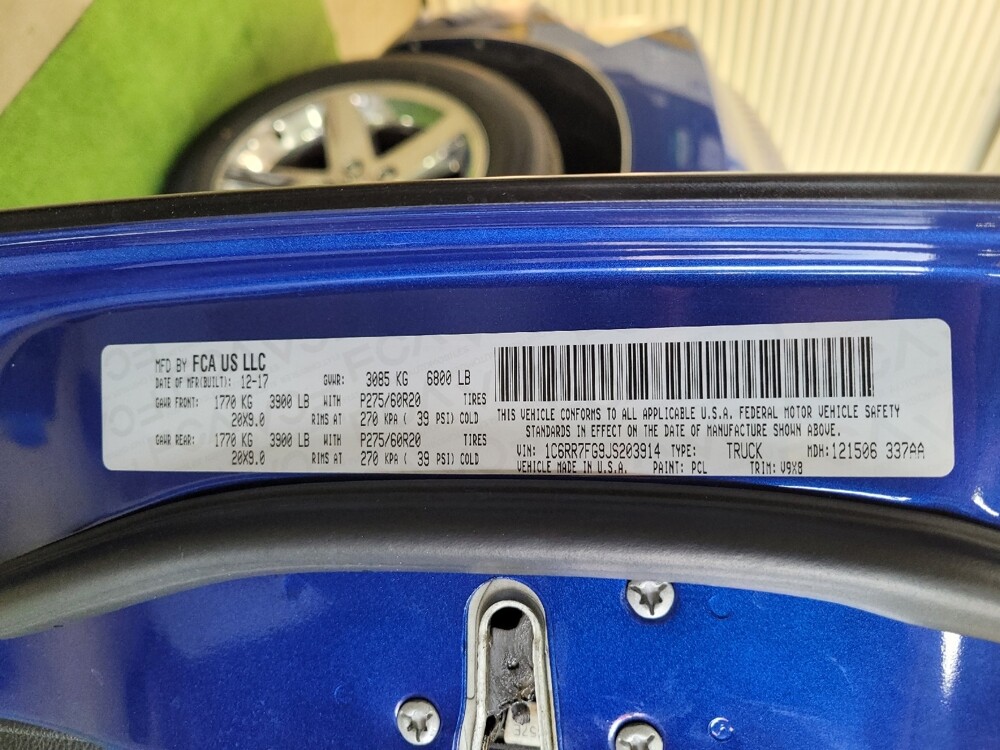 MFD BY FCA US LLC
DATE OF MFR(BUILT): 12-17 GVWR: 3085 KG 6800 LB
GAWR FRONT: 1770 KG 3900 LB WITH P275/60R20 TIRES
20X9.0 RIMS AT 270 KPA ( 39 PSI) COLD
GAWR REAR: 1770 KG 3900 LB WITH P275/60R20 TIRES
20X9.0 RIMS AT 270 KPA ( 39 PSI) COLD
THIS VEHICLE CONFORMS TO ALL APPLICABLE U.S.A. FEDERAL MOTOR VEHICLE SAFETY
STANDARDS IN EFFECT ON THE DATE OF MANUFACTURE SHOWN ABOVE.
VIN: 1C6RR7FG9JS203914 TYPE: TRUCK MDH:121506 337AA
VEHICLE MADE IN U.S.A. PAINT: PCL TRIM: V9X8